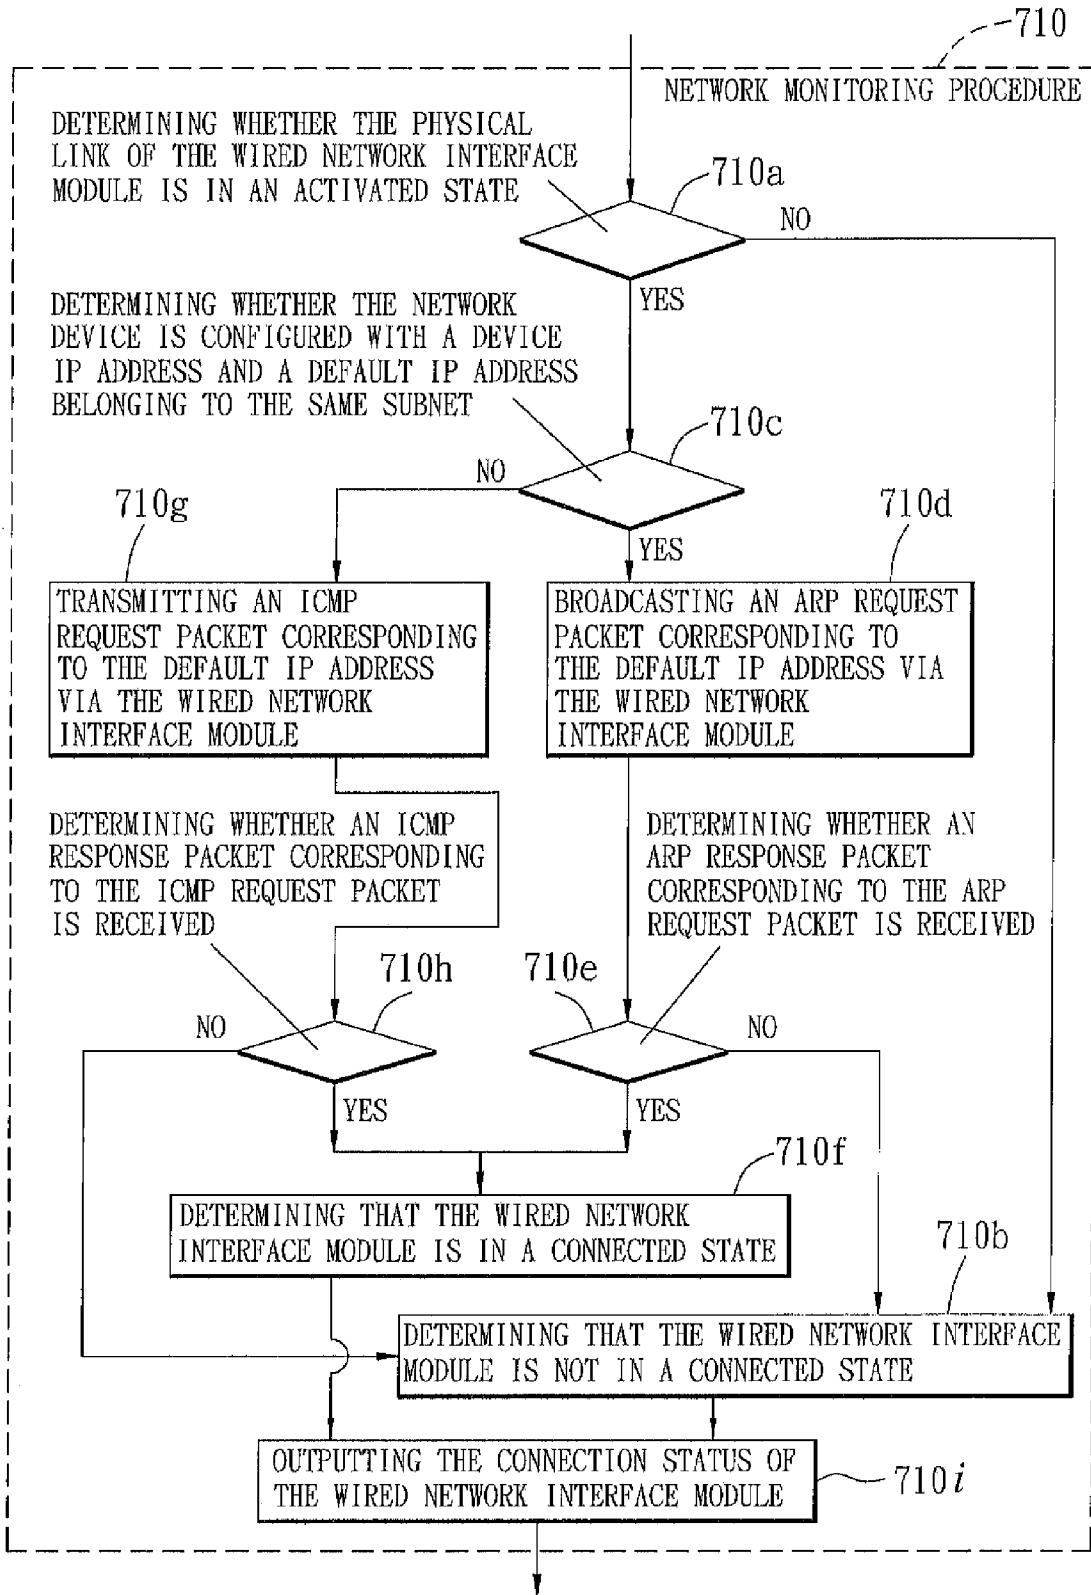 710
NETWORK MONITORING PROCEDURE
DETERMINING WHETHER THE PHYSICAL
LINK OF THE WIRED NETWORK INTERFACE
MODULE IS IN AN ACTIVATED STATE
710a
NO
YES
DETERMINING WHETHER THE NETWORK
DEVICE IS CONFIGURED WITH A DEVICE
IP ADDRESS AND A DEFAULT IP ADDRESS
BELONGING TO THE SAME SUBNET
710c
NO
YES
710g
TRANSMITTING AN ICMP
REQUEST PACKET CORRESPONDING
TO THE DEFAULT IP ADDRESS
VIA THE WIRED NETWORK
INTERFACE MODULE
710d
BROADCASTING AN ARP REQUEST
PACKET CORRESPONDING TO
THE DEFAULT IP ADDRESS VIA
THE WIRED NETWORK
INTERFACE MODULE
DETERMINING WHETHER AN ICMP
RESPONSE PACKET CORRESPONDING
TO THE ICMP REQUEST PACKET
IS RECEIVED
DETERMINING WHETHER AN
ARP RESPONSE PACKET
CORRESPONDING TO THE ARP
REQUEST PACKET IS RECEIVED
710h
710e
NO
NO
YES
YES
710f
DETERMINING THAT THE WIRED NETWORK
INTERFACE MODULE IS IN A CONNECTED STATE
710b
DETERMINING THAT THE WIRED NETWORK INTERFACE
MODULE IS NOT IN A CONNECTED STATE
OUTPUTTING THE CONNECTION STATUS OF
THE WIRED NETWORK INTERFACE MODULE
710i